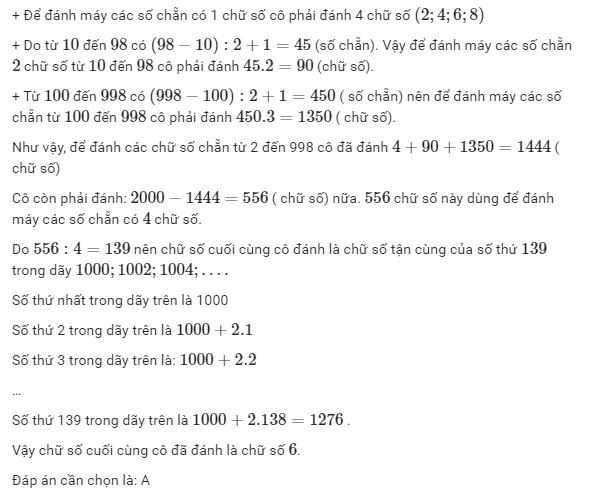 + Để đánh máy các số chẵn có 1 chữ số cô phải đánh 4 chữ số (2; 4; 6; 8)
+ Do từ 10 đến 98 có (98 − 10) : 2 + 1 = 45 (số chẵn). Vậy để đánh máy các số chẵn
2 chữ số từ 10 đến 98 cô phải đánh 45.2 = 90 (chữ số).
+ Từ 100 đến 998 có (998 − 100) : 2 + 1 = 450 ( số chẵn) nên để đánh máy các số
chẵn từ 100 đến 998 cô phải đánh 450.3 = 1350 ( chữ số).
Như vậy, để đánh các chữ số chẵn từ 2 đến 998 cô đã đánh 4 + 90 + 1350 = 1444 (
chữ số)
Cô còn phải đánh: 2000 − 1444 = 556 ( chữ số) nữa. 556 chữ số này dùng để đánh
máy các số chẵn có 4 chữ số.
Do 556 : 4 = 139 nên chữ số cuối cùng cô đánh là chữ số tận cùng của số thứ 139
trong dãy 1000; 1002; 1004; . . . .
Số thứ nhất trong dãy trên là 1000
Số thứ 2 trong dãy trên là 1000 + 2.1
Số thứ 3 trong dãy trên là: 1000 + 2.2
...
Số thứ 139 trong dãy trên là 1000 + 2.138 = 1276 .
Vậy chữ số cuối cùng cô đã đánh là chữ số 6.
Đáp án cần chọn là: A